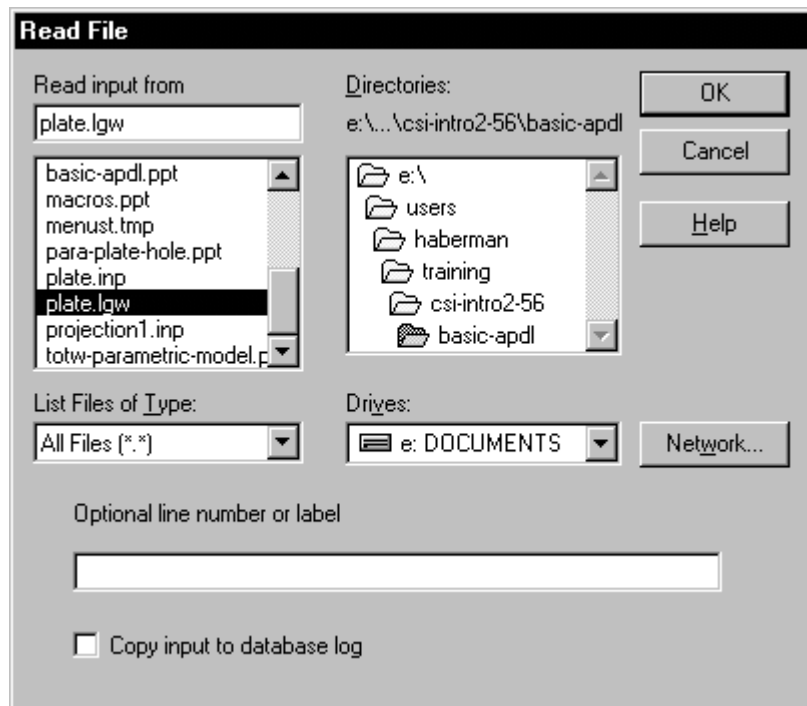 Read File
Read input from
plate.lgw
basic-apdl.ppt
macros.ppt
menust.tmp
para-plate-hole.ppt
plate.inp
plate.lgw
projection1.inp
totw-parametric-model.p
List Files of Type:
All Files (*.*)
Directories:
e:\...\csi-intro2-56\basic-apdl
e:\
users
haberman
training
csi-intro2-56
basic-apdl
Drives:
e: DOCUMENTS
OK
Cancel
Help
Network...
Optional line number or label
Copy input to database log